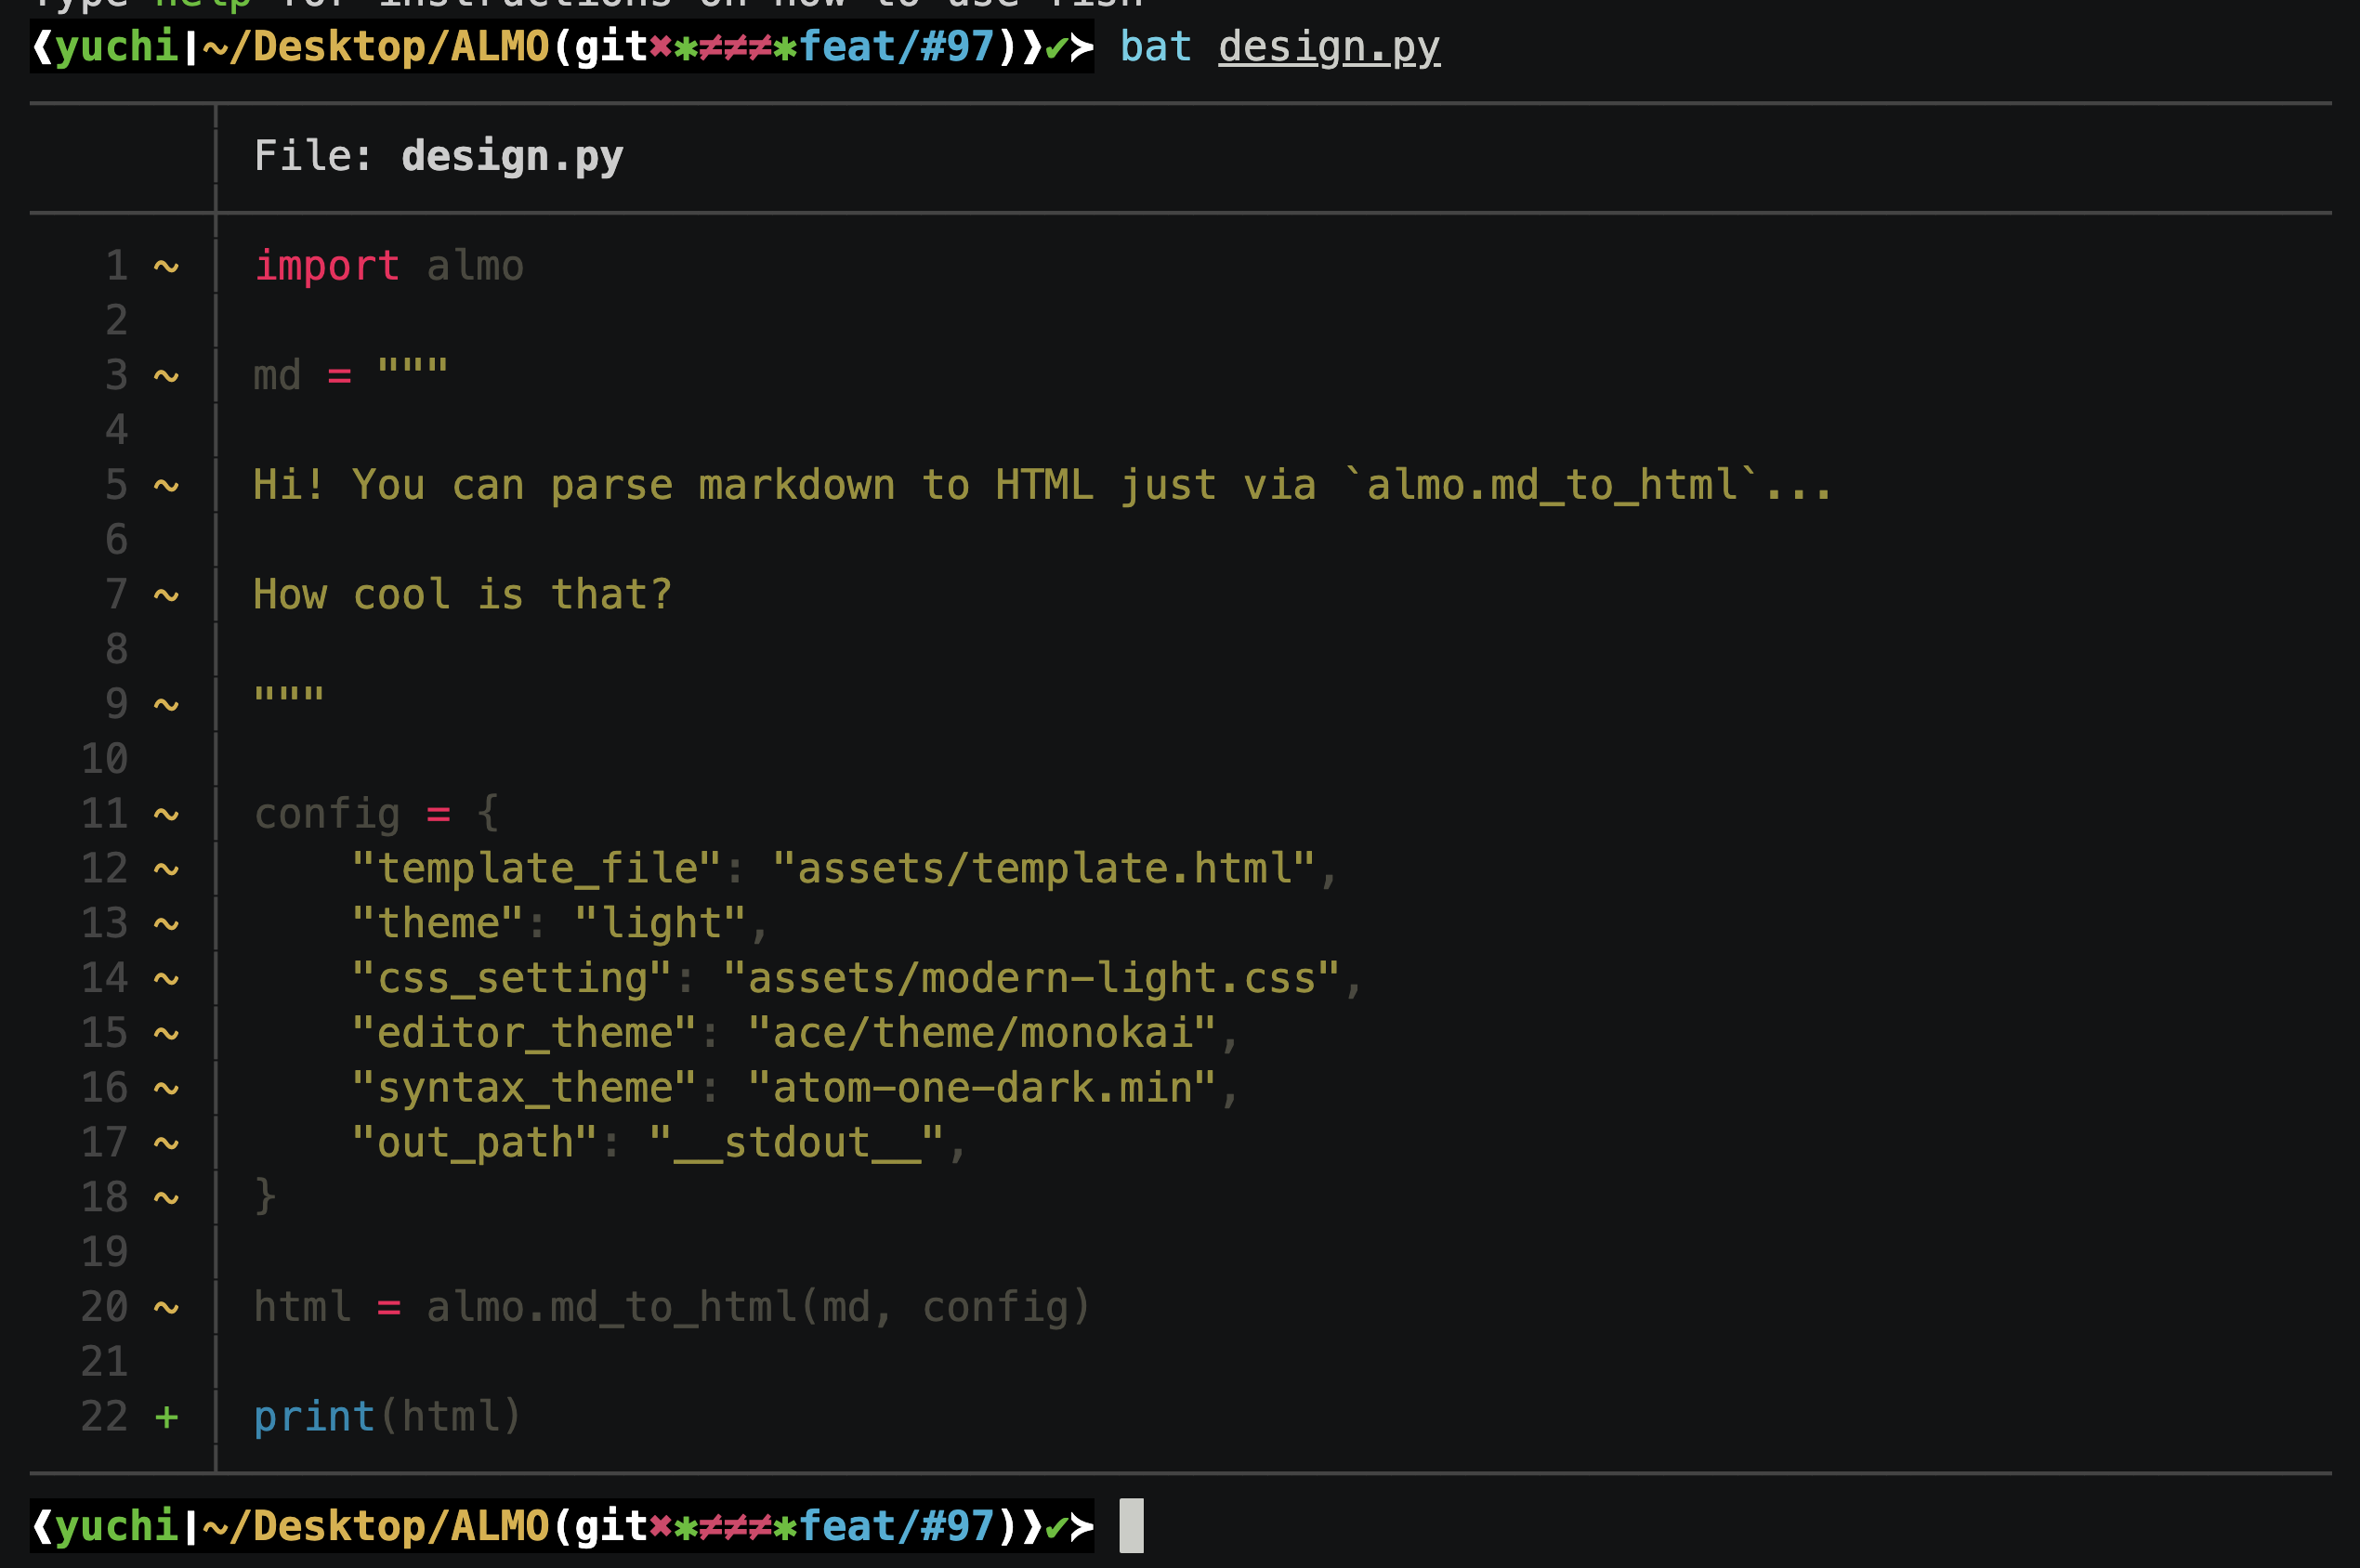 Type help for instructions on how to use fish
❰yuchi|~/Desktop/ALMO(git✖✱≠≠≠✱feat/#97)❱✔≻ bat design.py
File: design.py
1 ~ import almo
2
3 ~ md = """
4
5 ~ Hi! You can parse markdown to HTML just via `almo.md_to_html`...
6
7 ~ How cool is that?
8
9 ~ """
10
11 ~ config = {
12 ~     "template_file": "assets/template.html",
13 ~     "theme": "light",
14 ~     "css_setting": "assets/modern-light.css",
15 ~     "editor_theme": "ace/theme/monokai",
16 ~     "syntax_theme": "atom-one-dark.min",
17 ~     "out_path": "__stdout__",
18 ~ }
19
20 ~ html = almo.md_to_html(md, config)
21
22 + print(html)
❰yuchi|~/Desktop/ALMO(git✖✱≠≠≠✱feat/#97)❱✔≻